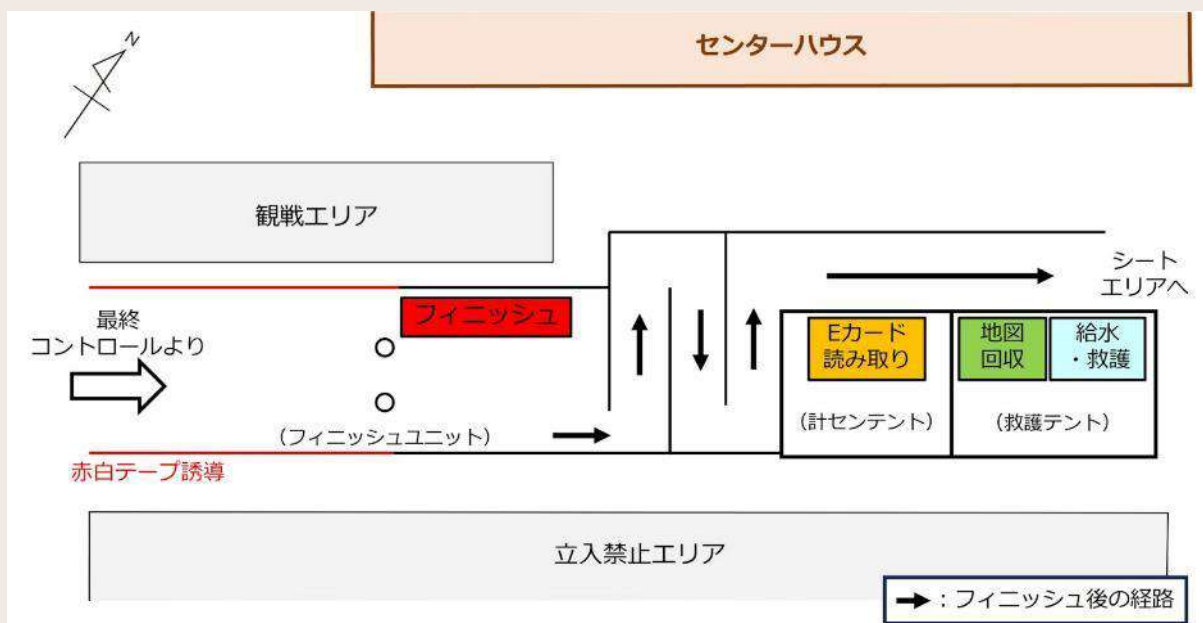 センターハウス
N
観戦エリア
シート
エリアへ
フィニッシュ
最終
コントロールより
Eカード
読み取り
地図
回収
給水
・救護
(フィニッシュユニット)
(計センテント)
(救護テント)
赤白テープ誘導
立入禁止エリア
:フィニッシュ後の経路